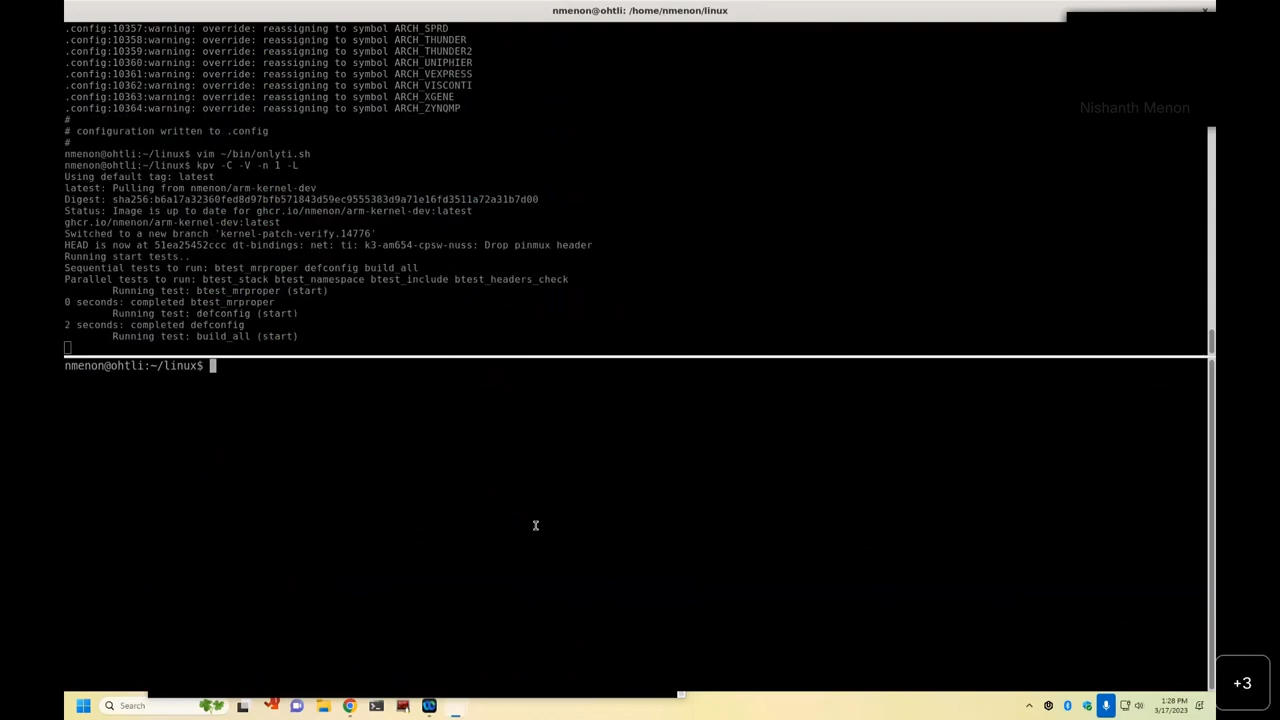 nmenon@ohtli: /home/nmenon/linux
.config:10357:warning: override: reassigning to symbol ARCH_SPRD
.config:10358:warning: override: reassigning to symbol ARCH_THUNDER
.config:10359:warning: override: reassigning to symbol ARCH_THUNDER2
.config:10360:warning: override: reassigning to symbol ARCH_UNIPHIER
.config:10361:warning: override: reassigning to symbol ARCH_VEXPRESS
.config:10362:warning: override: reassigning to symbol ARCH_VISCONTI
.config:10363:warning: override: reassigning to symbol ARCH_XGENE
.config:10364:warning: override: reassigning to symbol ARCH_ZYNQMP
Nishanth Menon
#
# configuration written to .config
#
nmenon@ohtli:~/linux$ vim ~/bin/onlyti.sh
nmenon@ohtli:~/linux$ kpv -C -V -n 1 -L
Using default tag: latest
latest: Pulling from nmenon/arm-kernel-dev
Digest: sha256:b6a17a32360fed8d97bfb571843d59ec9555383d9a71e16fd3511a72a31b7d00
Status: Image is up to date for ghcr.io/nmenon/arm-kernel-dev:latest
ghcr.io/nmenon/arm-kernel-dev:latest
Switched to a new branch 'kernel-patch-verify.14776'
HEAD is now at 51ea25452ccc dt-bindings: net: ti: k3-am654-cpsw-nuss: Drop pinmux header
Running start tests..
Sequential tests to run: btest_mrproper defconfig build_all
Parallel tests to run: btest_stack btest_namespace btest_include btest_headers_check
Running test: btest_mrproper (start)
0 seconds: completed btest_mrproper
Running test: defconfig (start)
2 seconds: completed defconfig
Running test: build_all (start)
nmenon@ohtli:~/linux$
+3
Search
1:28 PM
3/17/2023